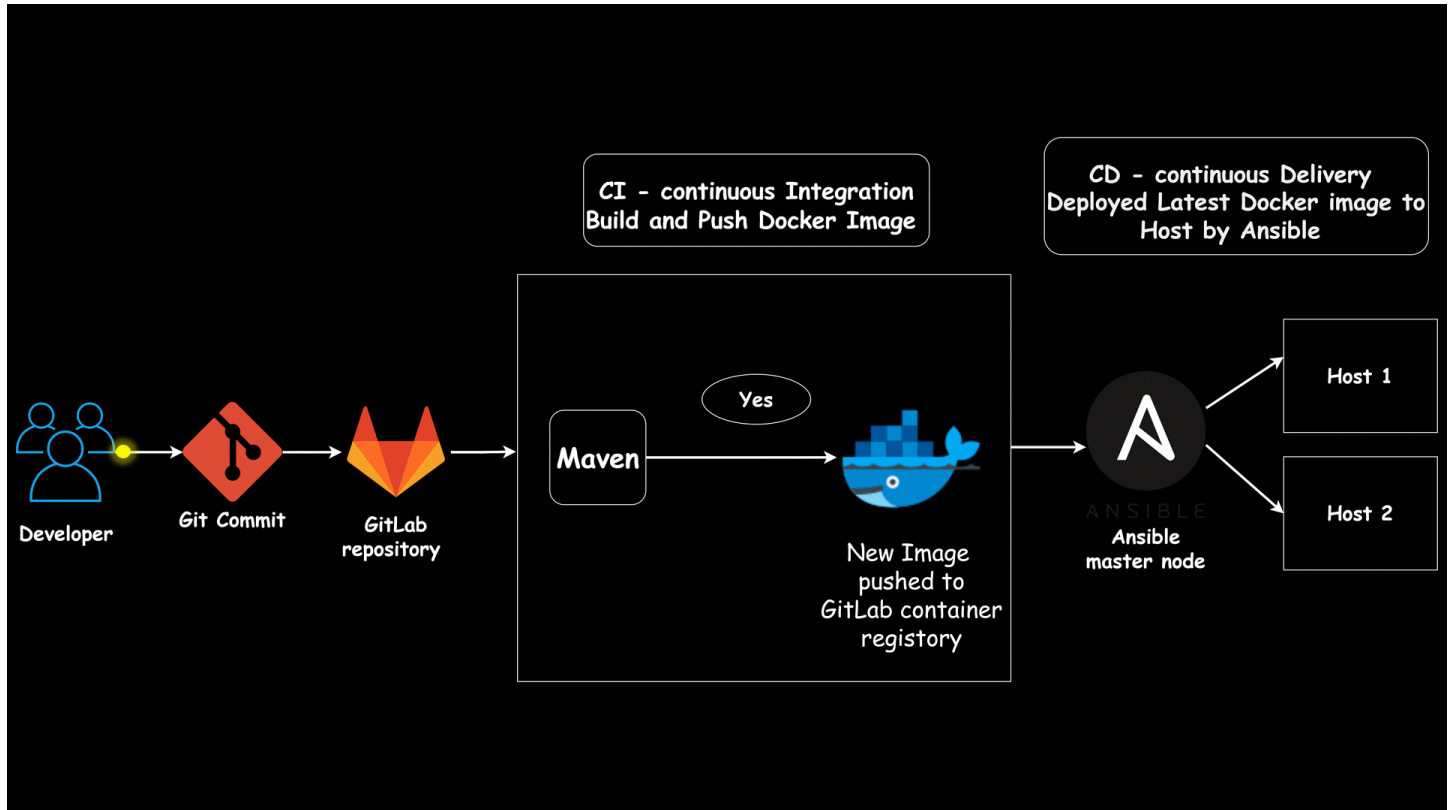 CI - continuous Integration
Build and Push Docker Image
CD - continuous Delivery
Deployed Latest Docker image to
Host by Ansible
Developer
Git Commit
GitLab
repository
Maven
Yes
New Image
pushed to
GitLab container
registory
ANSIBLE
Ansible
master node
Host 1
Host 2